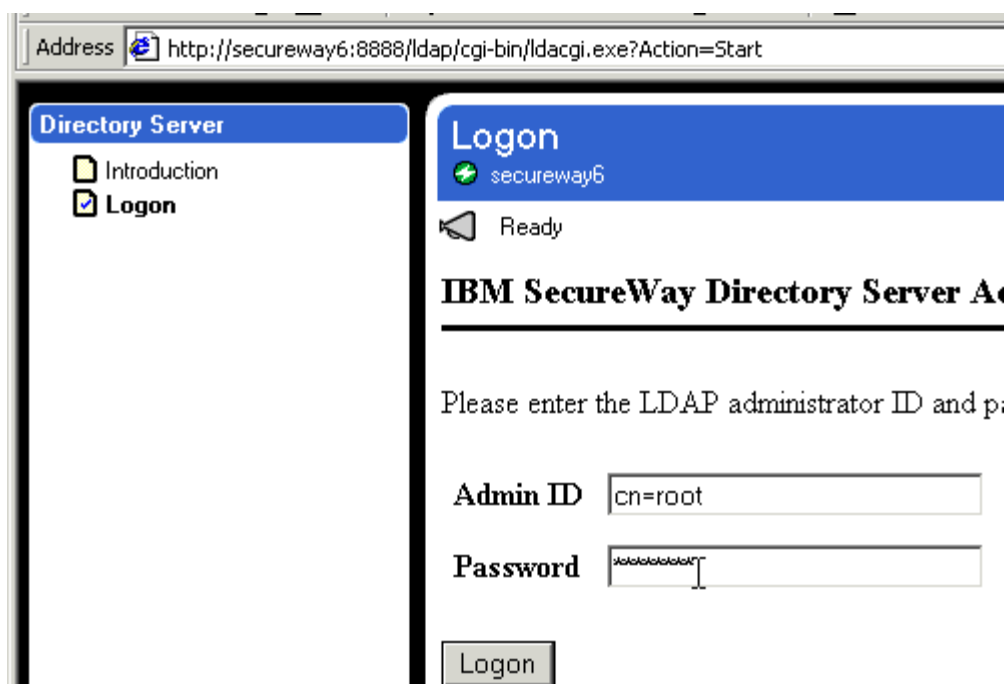 Address http://secureway6:8888/ldap/cgi-bin/ldacgi.exe?Action=Start
Directory Server
Introduction
Logon
Logon
secureway6
Ready
IBM SecureWay Directory Server
Please enter the LDAP administrator ID and
Admin ID cn=root
Password *********
Logon